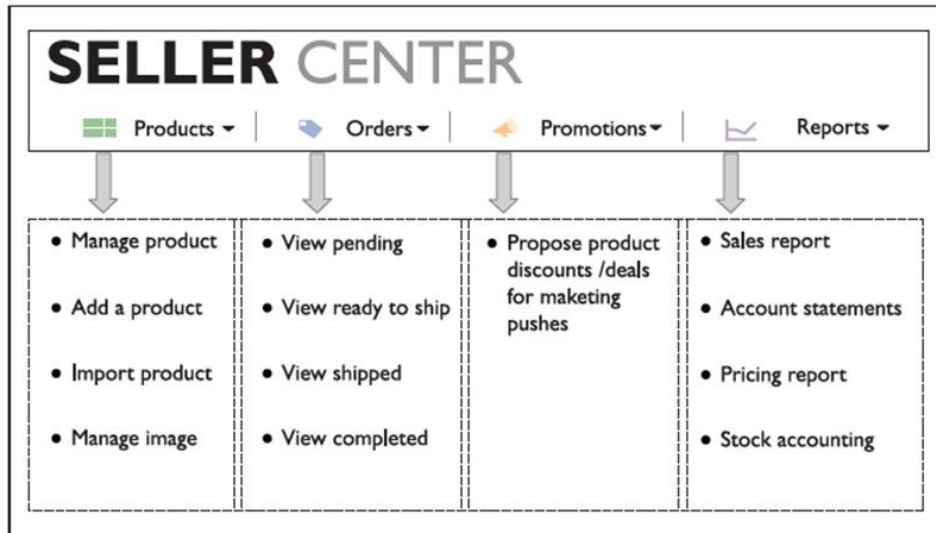 SELLER CENTER
Products
Orders
Promotions
Reports
• Manage product
• Add a product
• Import product
• Manage image
• View pending
• View ready to ship
• View shipped
• View completed
• Propose product
discounts /deals
for maketing
pushes
• Sales report
• Account statements
• Pricing report
• Stock accounting